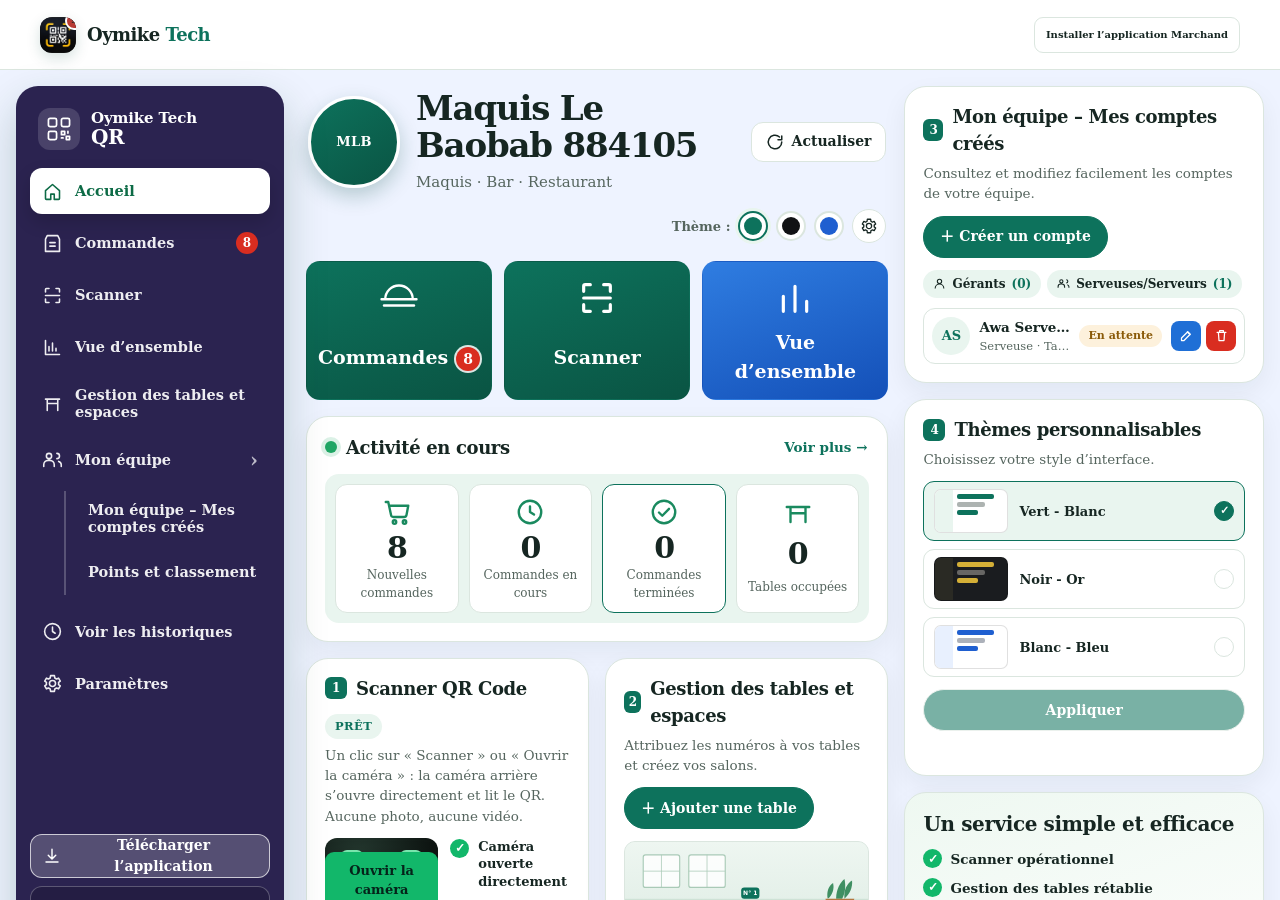 Oymike Tech
Installer l’application Marchand
Oymike Tech
QR
Accueil
Commandes
8
Scanner
Vue d’ensemble
Gestion des tables et
espaces
Mon équipe
›
Mon équipe – Mes
comptes créés
Points et classement
Voir les historiques
Paramètres
Télécharger
l’application
MLB
Maquis Le
Baobab 884105
Maquis · Bar · Restaurant
Actualiser
Thème :
Commandes 8
Scanner
Vue
d’ensemble
Activité en cours
Voir plus →
8
Nouvelles
commandes
0
Commandes en
cours
0
Commandes
terminées
0
Tables occupées
1 Scanner QR Code
PRÊT
Un clic sur « Scanner » ou « Ouvrir
la caméra » : la caméra arrière
s’ouvre directement et lit le QR.
Aucune photo, aucune vidéo.
Ouvrir la
caméra
Caméra
ouverte
directement
2 Gestion des tables et
espaces
Attribuez les numéros à vos tables
et créez vos salons.
+ Ajouter une table
N° 1
3 Mon équipe – Mes comptes
créés
Consultez et modifiez facilement les comptes
de votre équipe.
+ Créer un compte
Gérants (0)
Serveuses/Serveurs (1)
AS
Awa Serve...
Serveuse · Ta...
En attente
4 Thèmes personnalisables
Choisissez votre style d’interface.
Vert - Blanc
Noir - Or
Blanc - Bleu
Appliquer
Un service simple et efficace
Scanner opérationnel
Gestion des tables rétablie